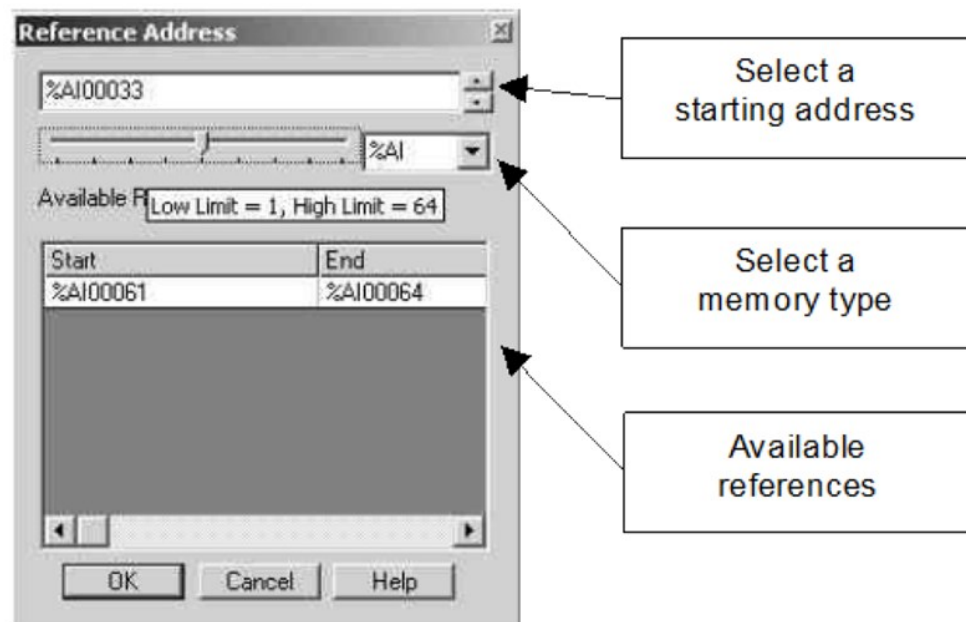 Reference Address
%AI00033
%AI
Available R
Low Limit = 1, High Limit = 64
Start End
%AI00061 %AI00064
OK Cancel Help
Select a
starting address
Select a
memory type
Available
references